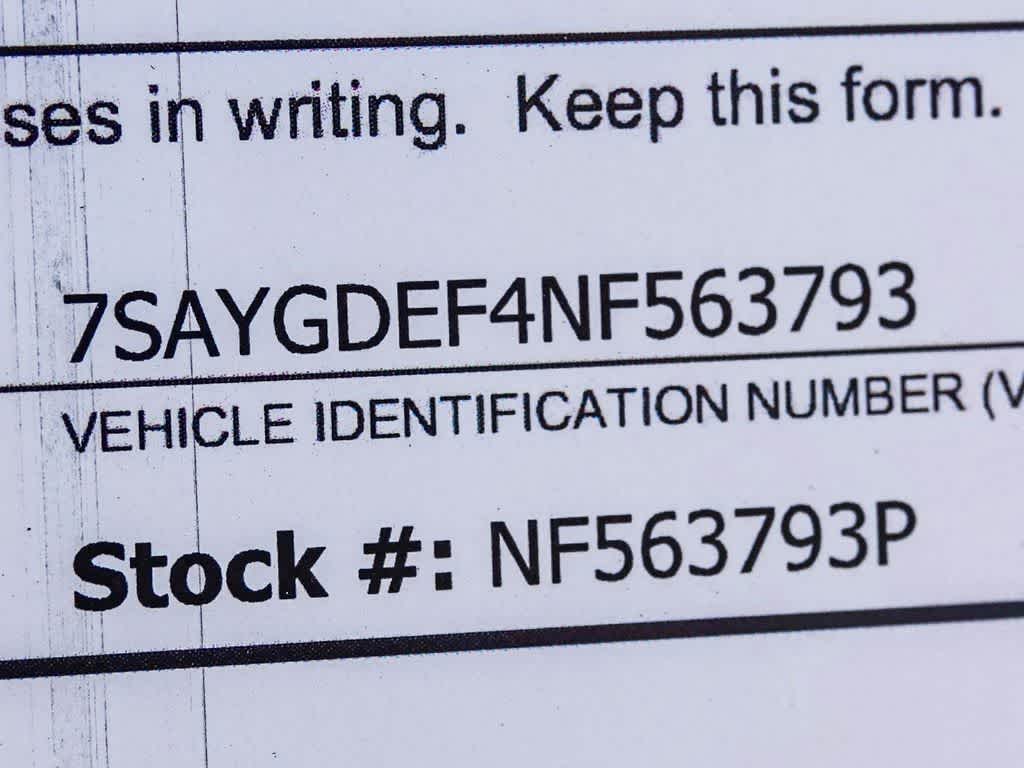 ses in writing. Keep this form.
7SAYGDEF4NF563793
VEHICLE IDENTIFICATION NUMBER (V
Stock #: NF563793P